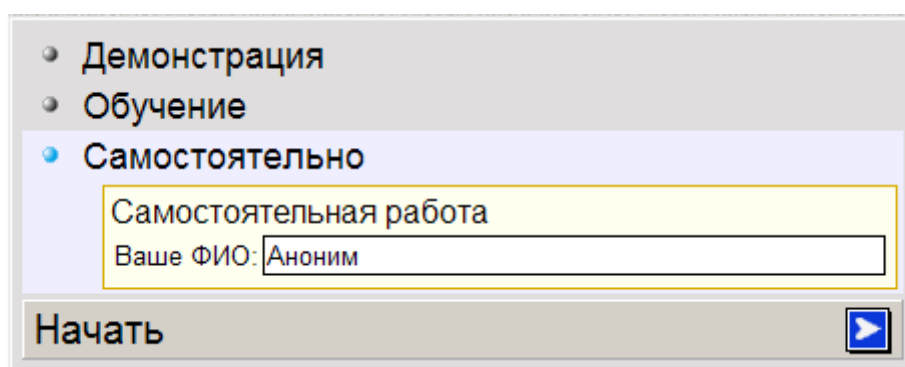 Демонстрация
Обучение
Самостоятельно
Самостоятельная работа
Ваше ФИО: Аноним
Начать